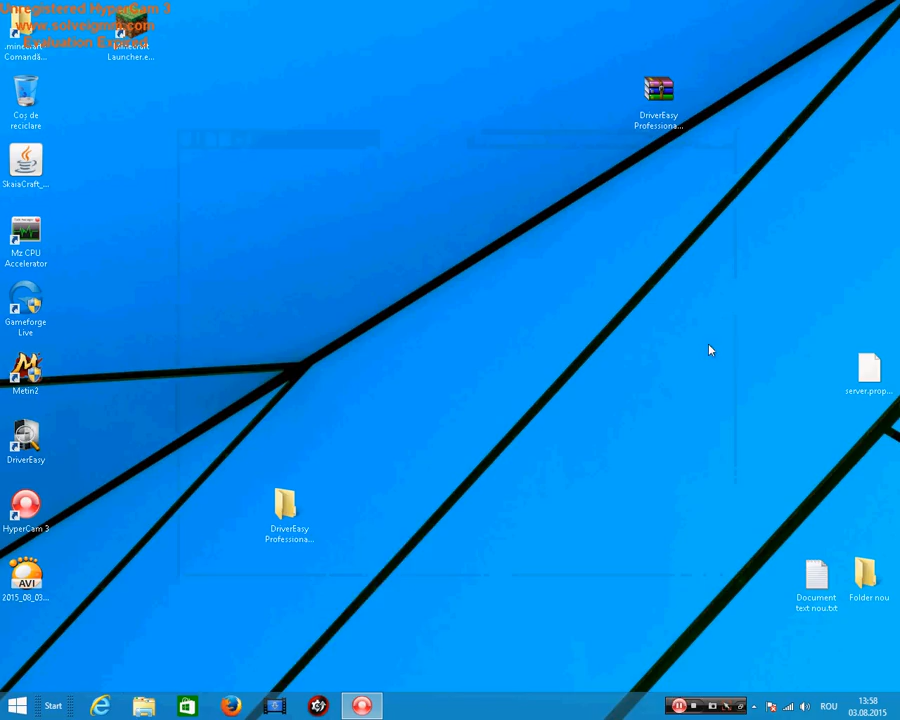 Unregistered HyperCam 3
www.solveigmm.com
Evaluation Expired
.minecraft
Comandă...
Minecraft
Launcher.e...
Coș de
reciclare
SkaiaCraft_...
Mz CPU
Accelerator
Gameforge
Live
Metin2
DriverEasy
HyperCam 3
AVI
2015_08_03...
DriverEasy
Professiona...
DriverEasy
Professiona...
server.prop...
Document
text nou.txt
Folder nou
Start
ROU
13:58
03.08.2015